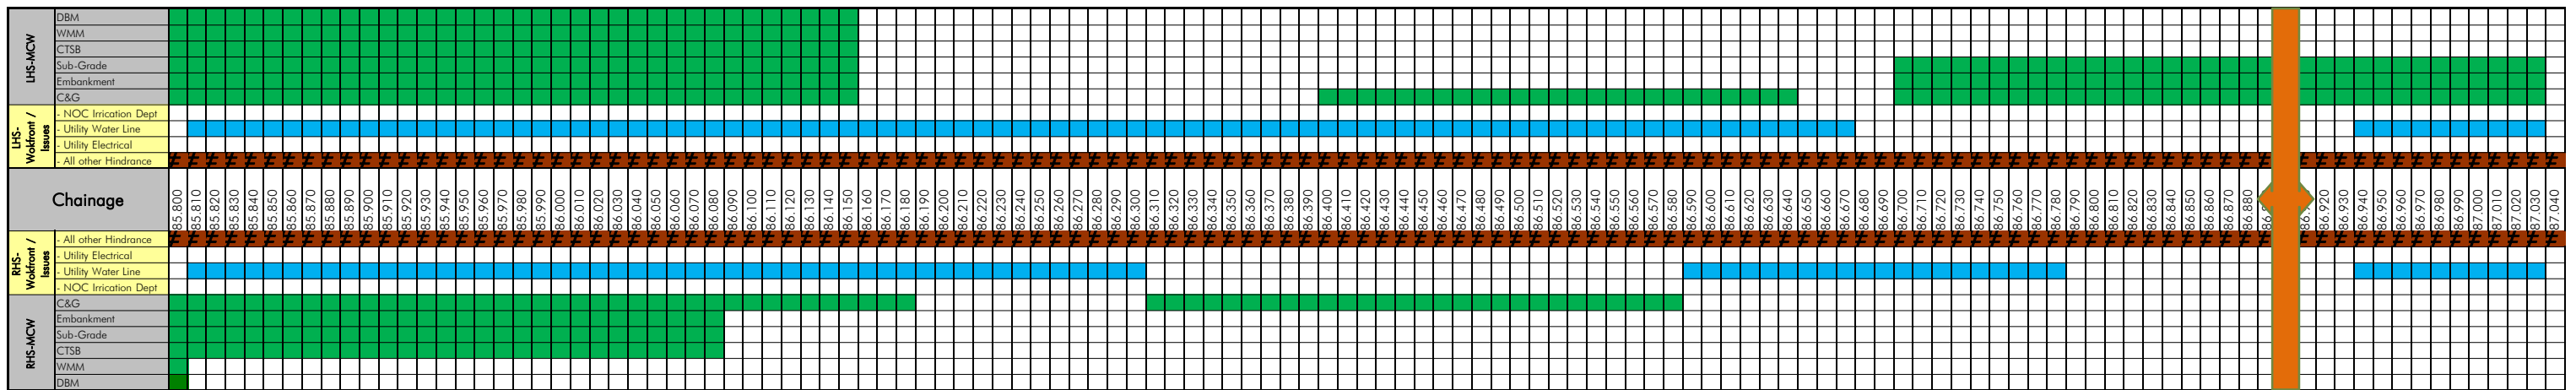 LHS-MCW
DBM
WMM
CTSB
Sub-Grade
Embankment
C&G
LHS-
Wokfront /
Issues
- NOC Irrication Dept
- Utility Water Line
- Utility Electrical
- All other Hindrance
Chainage
85.800 85.810 85.820 85.830 85.840 85.850 85.860 85.870 85.880 85.890 85.900 85.910 85.920 85.930 85.940 85.950 85.960 85.970 85.980 85.990 86.000 86.010 86.020 86.030 86.040 86.050 86.060 86.070 86.080 86.090 86.100 86.110 86.120 86.130 86.140 86.150 86.160 86.170 86.180 86.190 86.200 86.210 86.220 86.230 86.240 86.250 86.260 86.270 86.280 86.290 86.300 86.310 86.320 86.330 86.340 86.350 86.360 86.370 86.380 86.390 86.400 86.410 86.420 86.430 86.440 86.450 86.460 86.470 86.480 86.490 86.500 86.510 86.520 86.530 86.540 86.550 86.560 86.570 86.580 86.590 86.600 86.610 86.620 86.630 86.640 86.650 86.660 86.670 86.680 86.690 86.700 86.710 86.720 86.730 86.740 86.750 86.760 86.770 86.780 86.790 86.800 86.810 86.820 86.830 86.840 86.850 86.860 86.870 86.880 86.920 86.930 86.940 86.950 86.960 86.970 86.980 86.990 87.000 87.010 87.020 87.030 87.040
RHS-
Wokfront /
Issues
- All other Hindrance
- Utility Electrical
- Utility Water Line
- NOC Irrication Dept
RHS-MCW
C&G
Embankment
Sub-Grade
CTSB
WMM
DBM